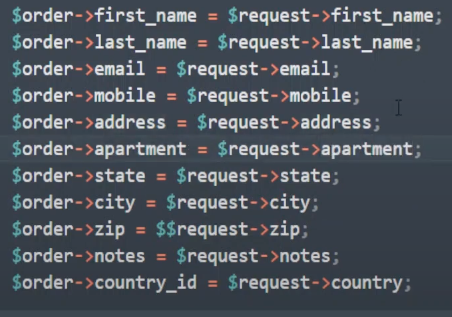 $order->first_name = $request->first_name;
$order->last_name = $request->last_name;
$order->email = $request->email;
$order->mobile = $request->mobile;
$order->address = $request->address;
$order->apartment = $request->apartment;
$order->state = $request->state;
$order->city = $request->city;
$order->zip = $$request->zip;
$order->notes = $request->notes;
$order->country_id = $request->country;